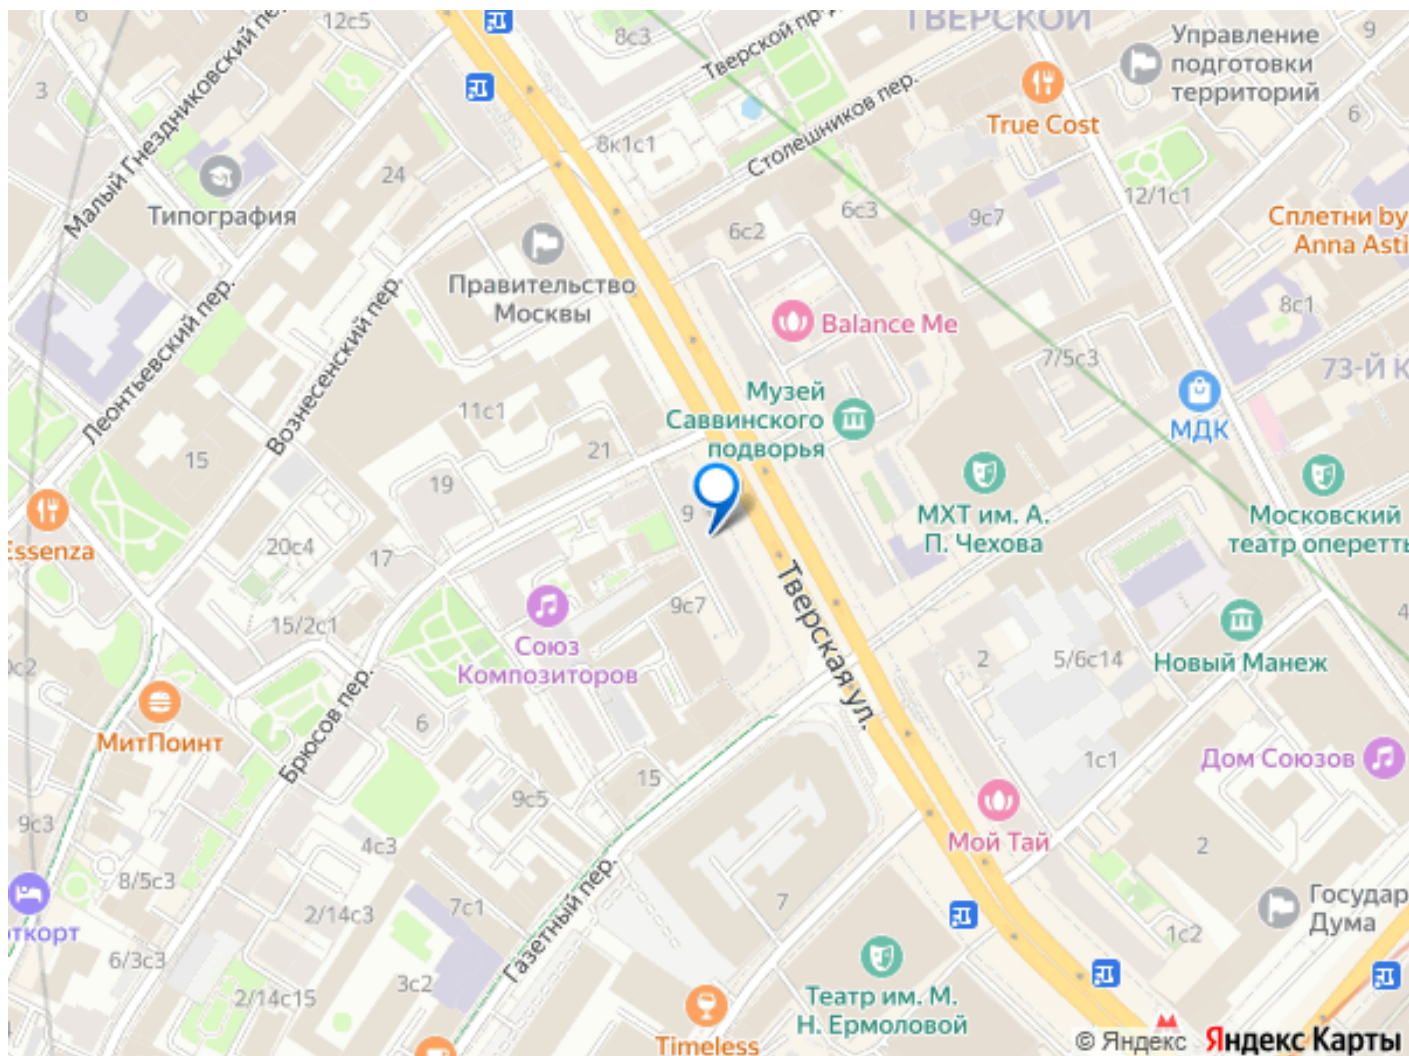 12с5
8с3
Тверской пр-д
ТВЕРСКОЙ
Управление
подготовки
территорий
9
3
Малый Гнездниковский пер.
True Cost
6
8к1с1
Столешников пер.
24
Типография
12/1с1
6с3
9с7
6с2
Сплетни by
Anna Asti
Правительство
Москвы
Леонтьевский пер.
Вознесенский пер.
Balance Me
8с1
7/5с3
73-Й К
Музей
Саввинского
подворья
11с1
МДК
21
15
19
9
МХТ им. А.
П. Чехова
Московский
театр оперетты
Essenza
20с4
17
Тверская ул.
9с7
15/2с1
Союз
Композиторов
2
5/6с14
Новый Манеж
4
МитПоинт
Брюсов пер.
6
15
9с5
1с1
Дом Союзов
9с3
4с3
Мой Тай
2
8/5с3
Газетный пер.
7
2/14с3
7с1
Государ
Дума
ткорт
1с2
6/3с3
3с2
2/14с15
Театр им. М.
Н. Ермоловой
Timeless
© Яндекс Яндекс Карты